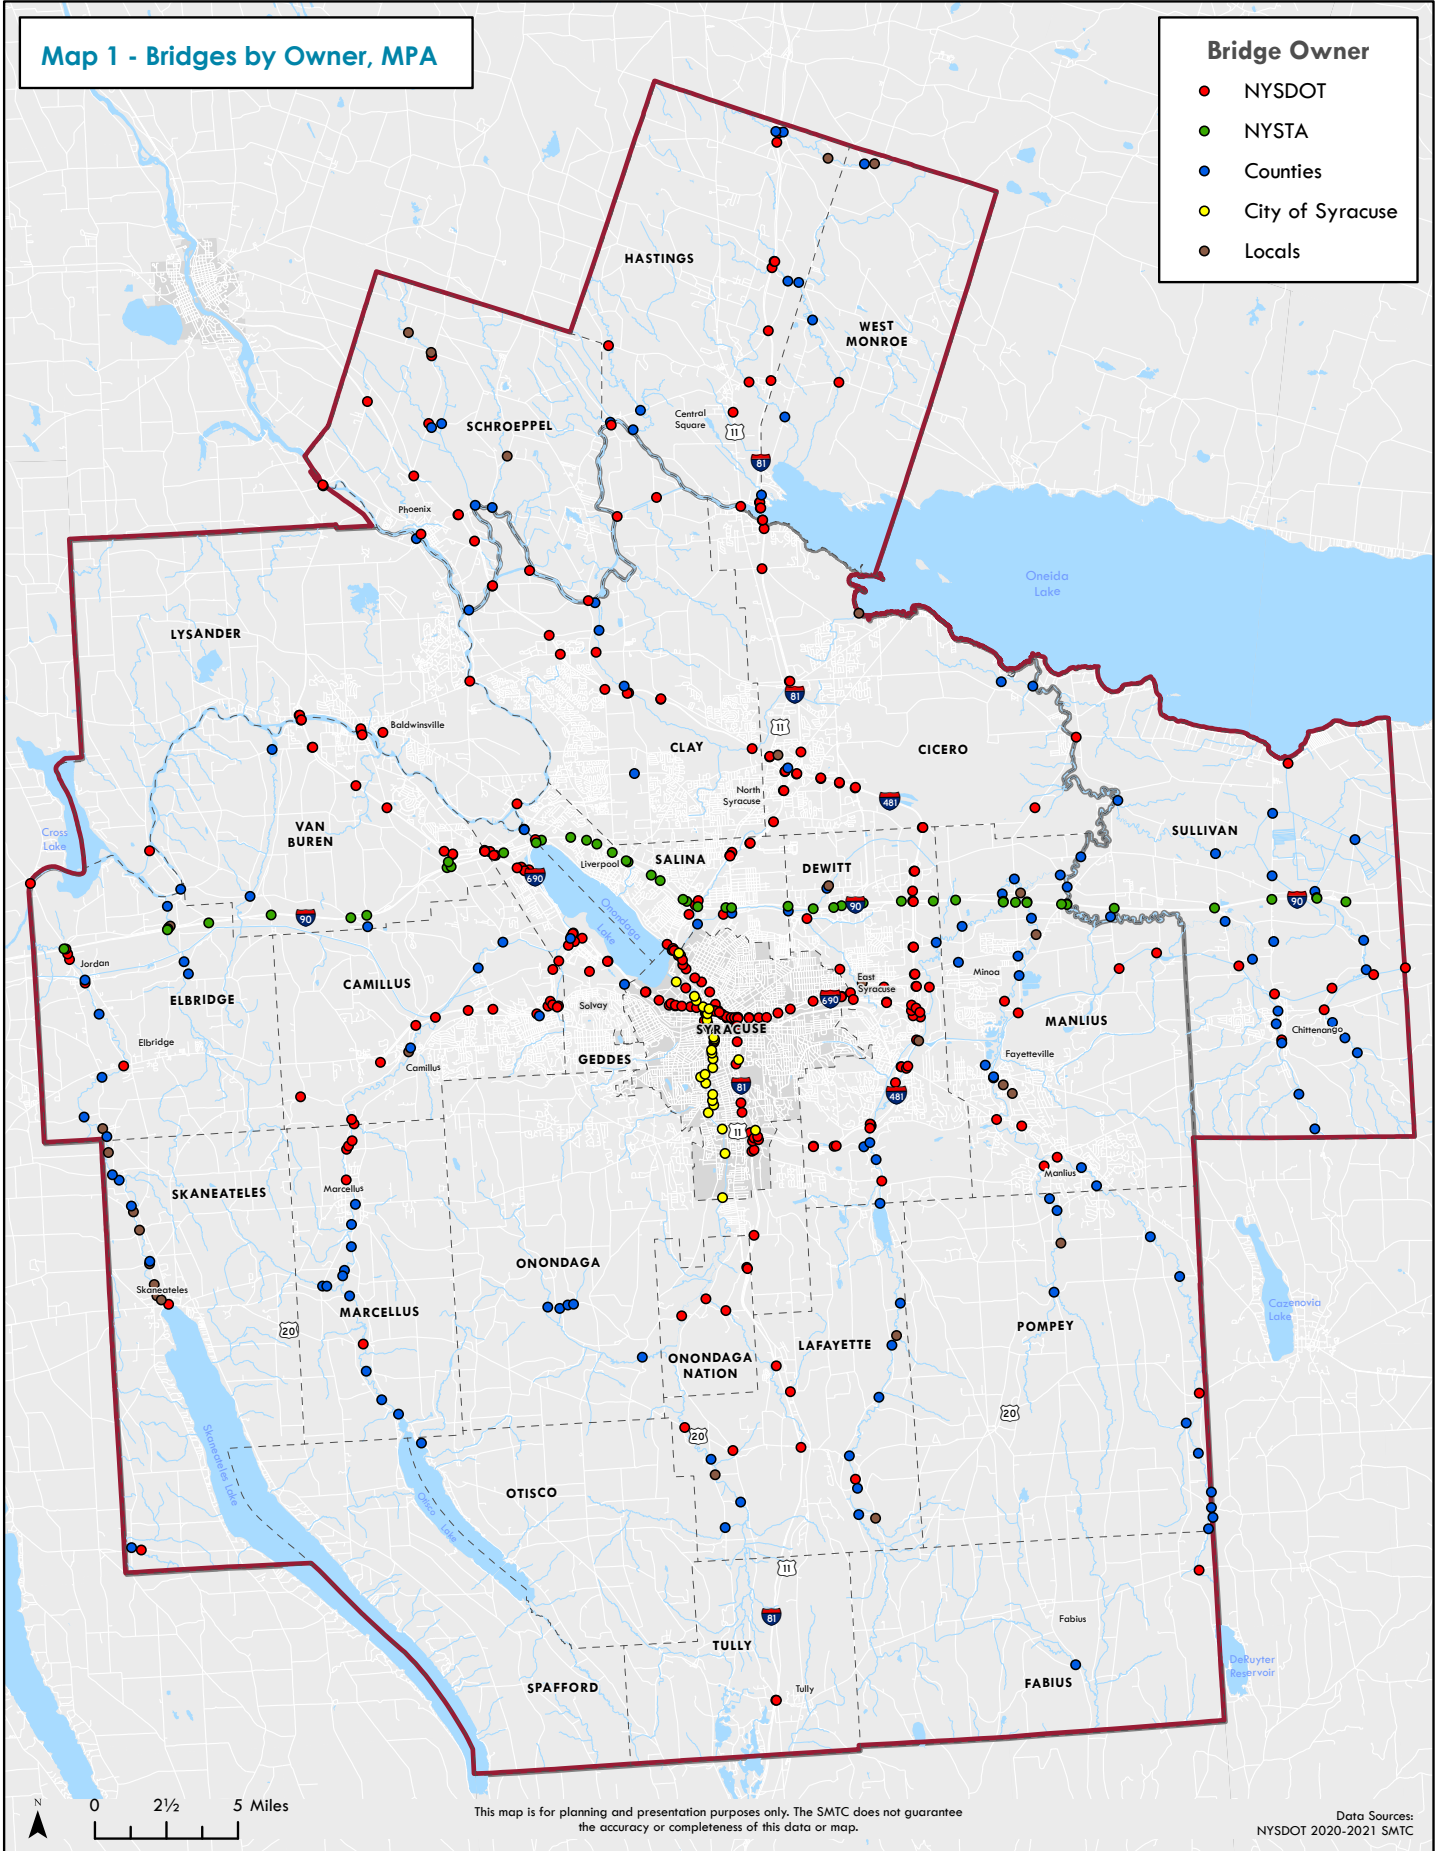 Map 1 - Bridges by Owner, MPA
Bridge Owner
NYSDOT
NYSTA
Counties
City of Syracuse
Locals
HASTINGS
WEST
MONROE
SCHROEPPEL
Central
Square
11
81
Phoenix
Oneida
Lake
LYSANDER
81
11
Baldwinsville
CLAY
CICERO
North
Syracuse
481
Cross
Lake
VAN
BUREN
SULLIVAN
Liverpool
SALINA
DEWITT
690
90
90
90
Onondaga
Lake
Jordan
CAMILLUS
ELBRIDGE
East
Syracuse
Minoa
690
Solvay
SYRACUSE
MANLIUS
Chittenango
Elbridge
GEDDES
Camillus
Fayetteville
81
481
11
Manlius
SKANEATELES
Marcellus
ONONDAGA
Skaneateles
MARCELLUS
20
Cazenovia
Lake
POMPEY
LAFAYETTE
ONONDAGA
NATION
20
20
Skaneateles Lake
Otisco
Lake
OTISCO
11
81
Fabius
TULLY
DeRuyter
Reservoir
SPAFFORD
FABIUS
Tully
N
0 2½ 5 Miles
This map is for planning and presentation purposes only. The SMTC does not guarantee
the accuracy or completeness of this data or map.
Data Sources:
NYSDOT 2020-2021 SMTC